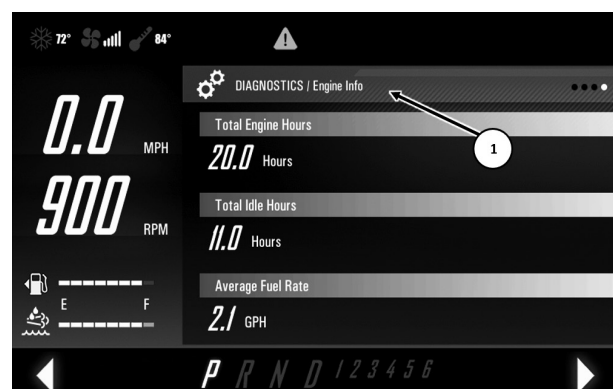 72°
84°
DIAGNOSTICS / Engine Info
1
0.0 MPH
900 RPM
E F
Total Engine Hours
20.0 Hours
Total Idle Hours
11.0 Hours
Average Fuel Rate
2.1 GPH
P R N D 1 2 3 4 5 6